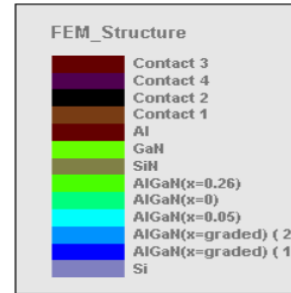 FEM_Structure
Contact 3
Contact 4
Contact 2
Contact 1
Al
GaN
SiN
AlGaN(x=0.26)
AlGaN(x=0)
AlGaN(x=0.05)
AlGaN(x=graded) ( 2
AlGaN(x=graded) ( 1
Si